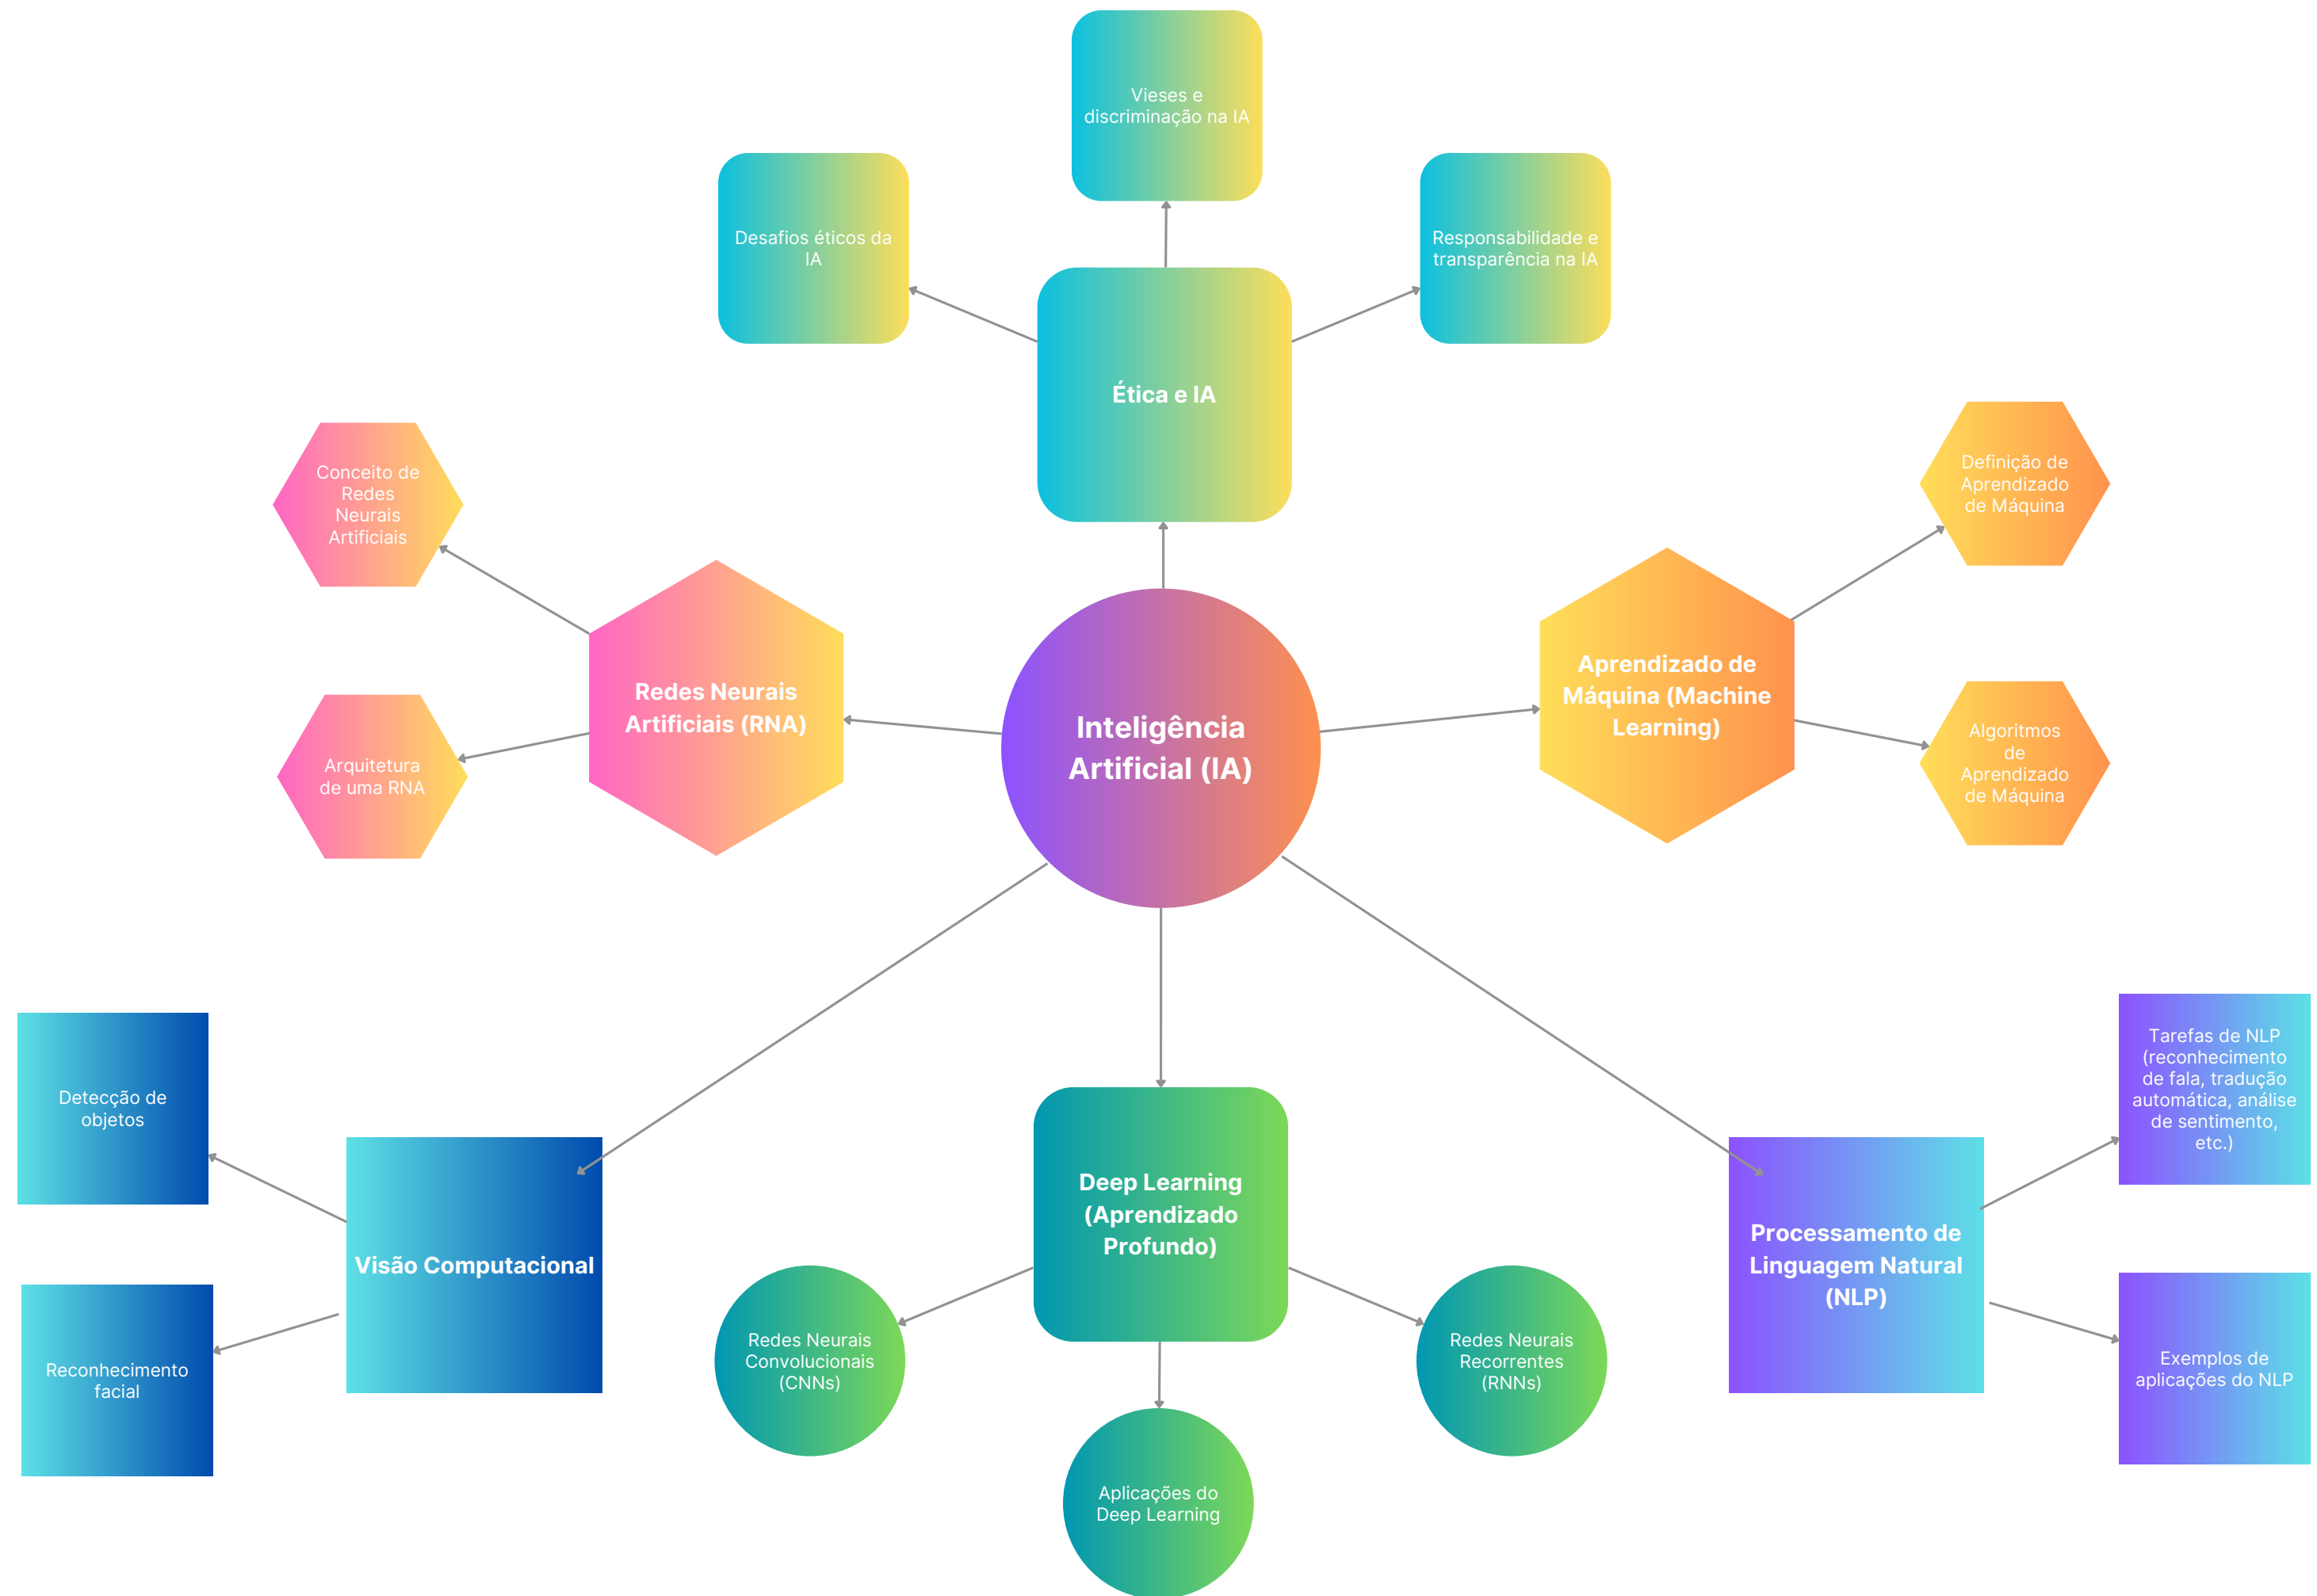 Vieses e
discriminação na IA
Desafios éticos da
IA
Responsabilidade e
transparência na IA
Ética e IA
Conceito de
Redes
Neurais
Artificiais
Definição de
Aprendizado
de Máquina
Redes Neurais
Artificiais (RNA)
Aprendizado de
Máquina (Machine
Learning)
Inteligência
Artificial (IA)
Arquitetura
de uma RNA
Algoritmos
de
Aprendizado
de Máquina
Detecção de
objetos
Tarefas de NLP
(reconhecimento
de fala, tradução
automática, análise
de sentimento,
etc.)
Visão Computacional
Deep Learning
(Aprendizado
Profundo)
Processamento de
Linguagem Natural
(NLP)
Reconhecimento
facial
Redes Neurais
Convolucionais
(CNNs)
Redes Neurais
Recorrentes
(RNNs)
Exemplos de
aplicações do NLP
Aplicações do
Deep Learning